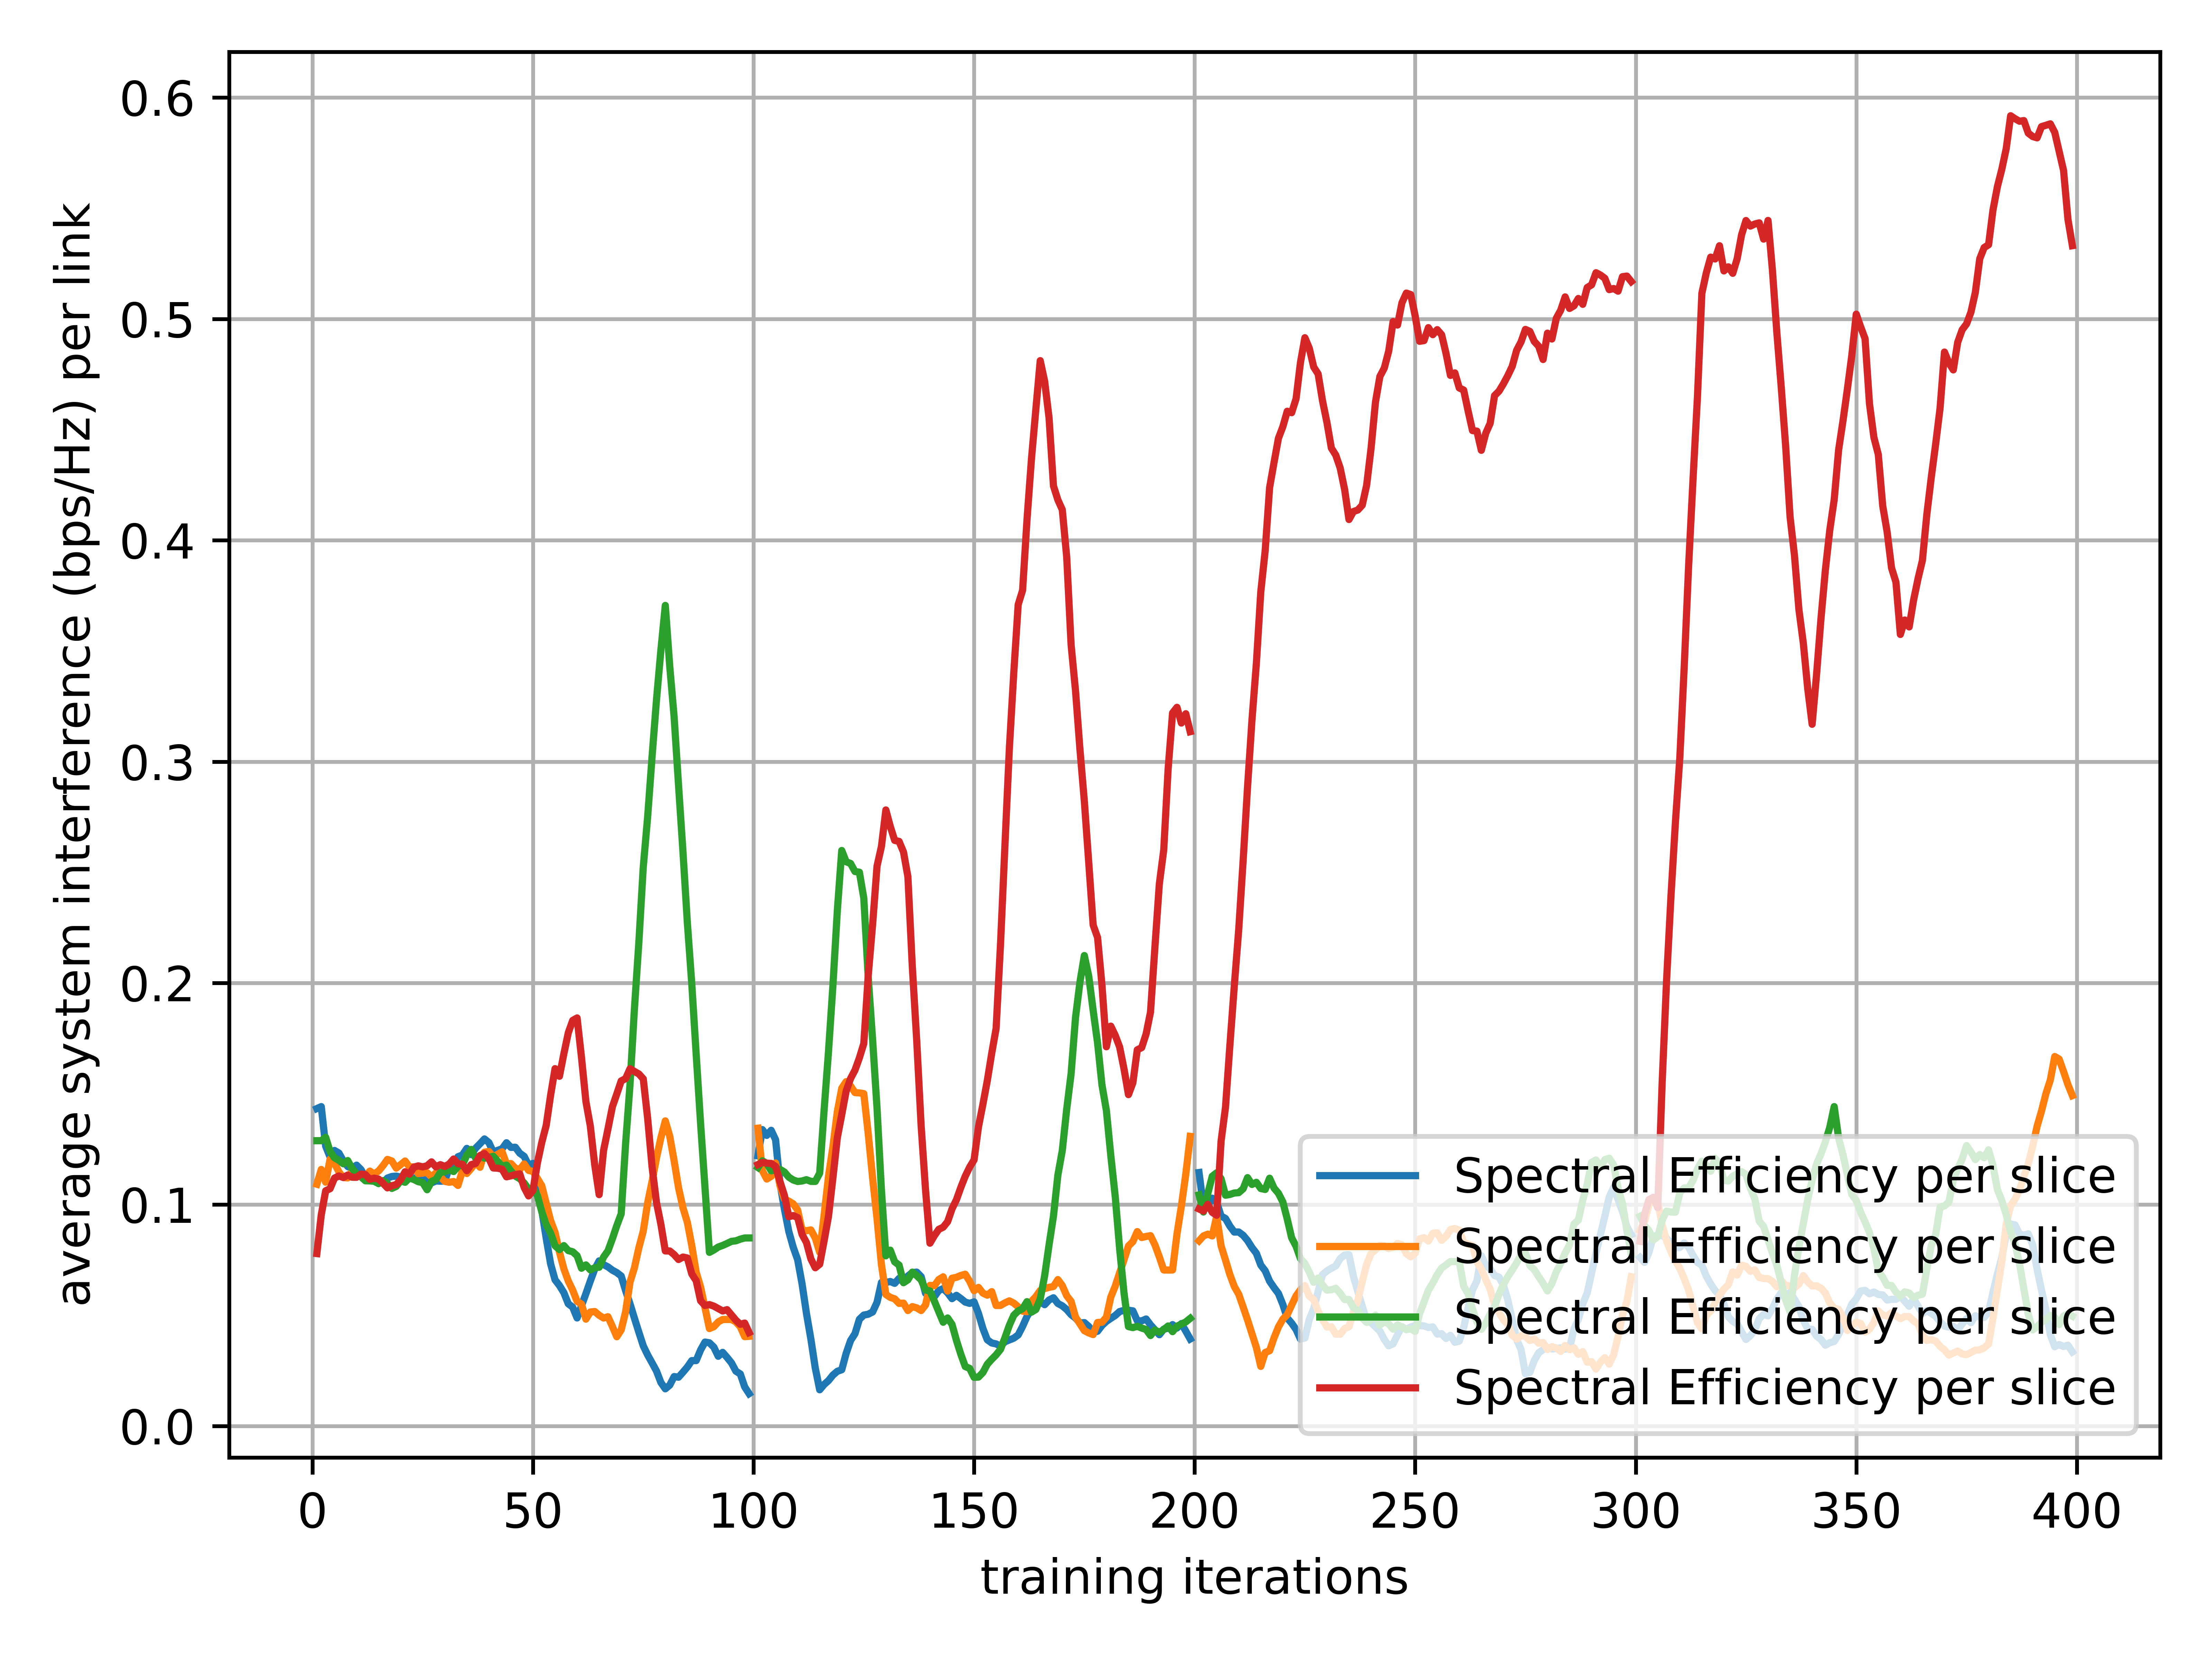 average system interference (bps/Hz) per link
0.6
0.5
0.4
0.3
0.2
0.1
0.0
Spectral Efficiency per slice
Spectral Efficiency per slice
Spectral Efficiency per slice
Spectral Efficiency per slice
0 50 100 150 200 250 300 350 400
training iterations